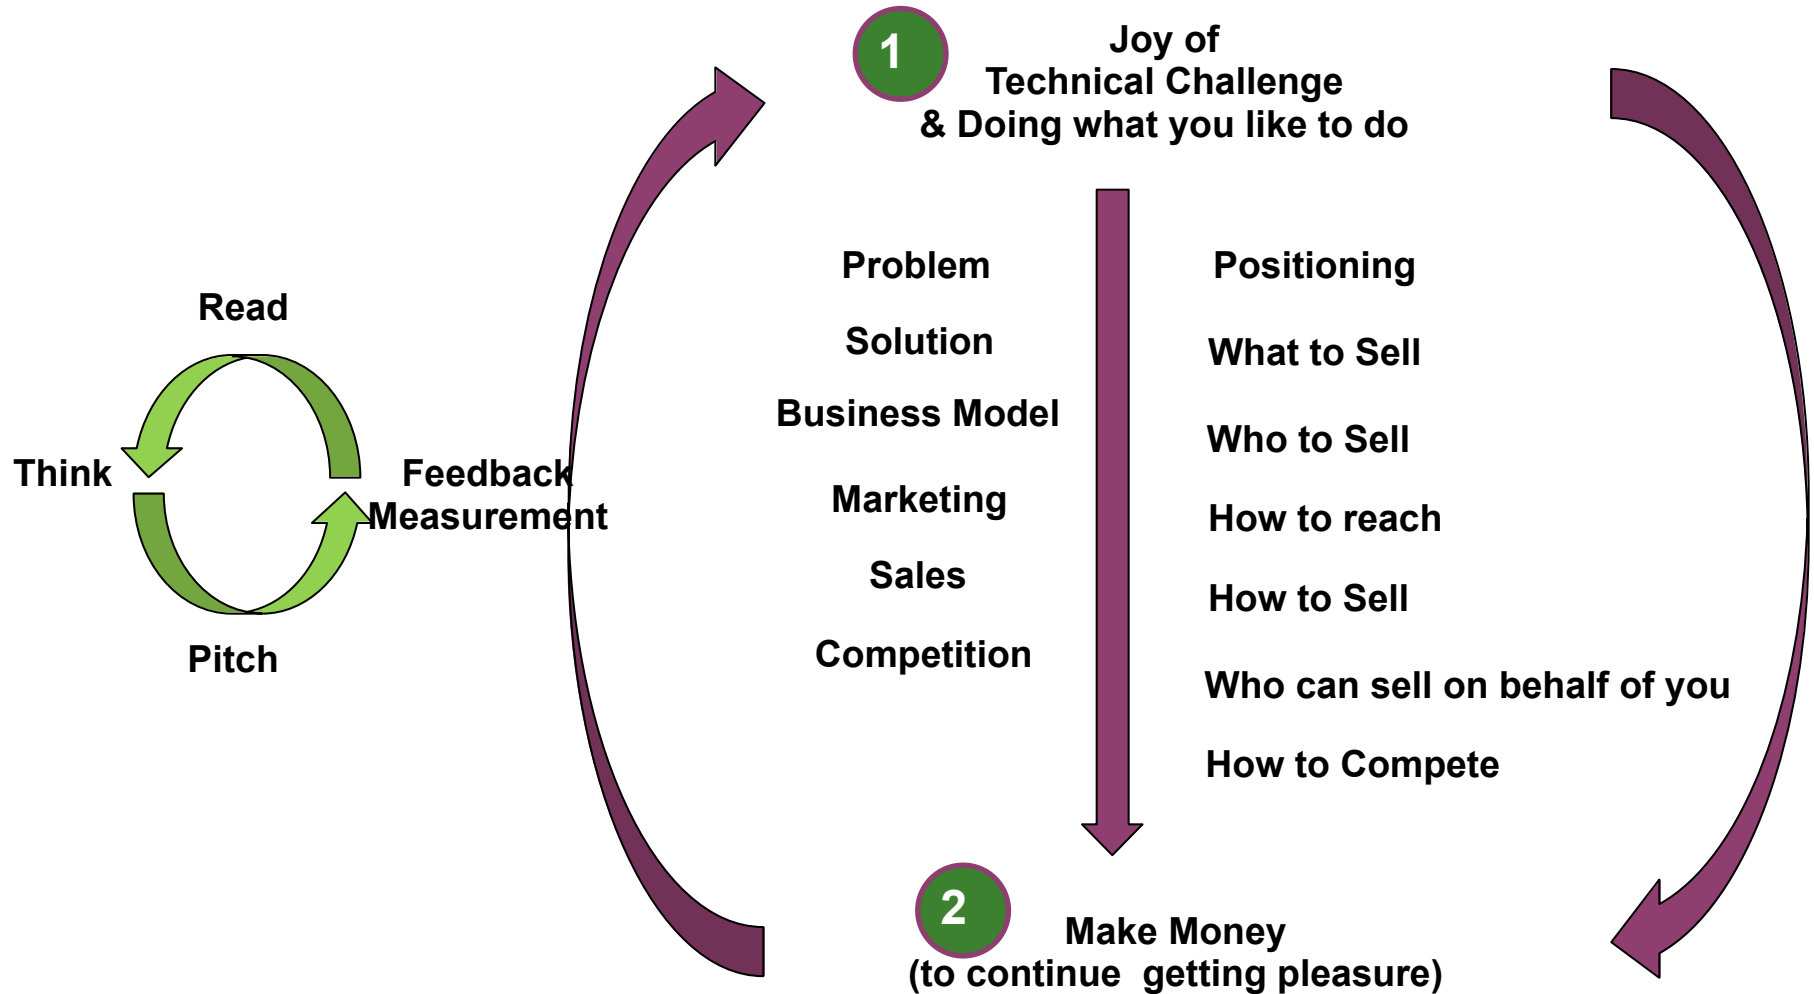 1
Joy of
Technical Challenge
& Doing what you like to do
Read
Think
Feedback
Measurement
Pitch
Problem
Solution
Business Model
Marketing
Sales
Competition
Positioning
What to Sell
Who to Sell
How to reach
How to Sell
Who can sell on behalf of you
How to Compete
2
Make Money
(to continue getting pleasure)